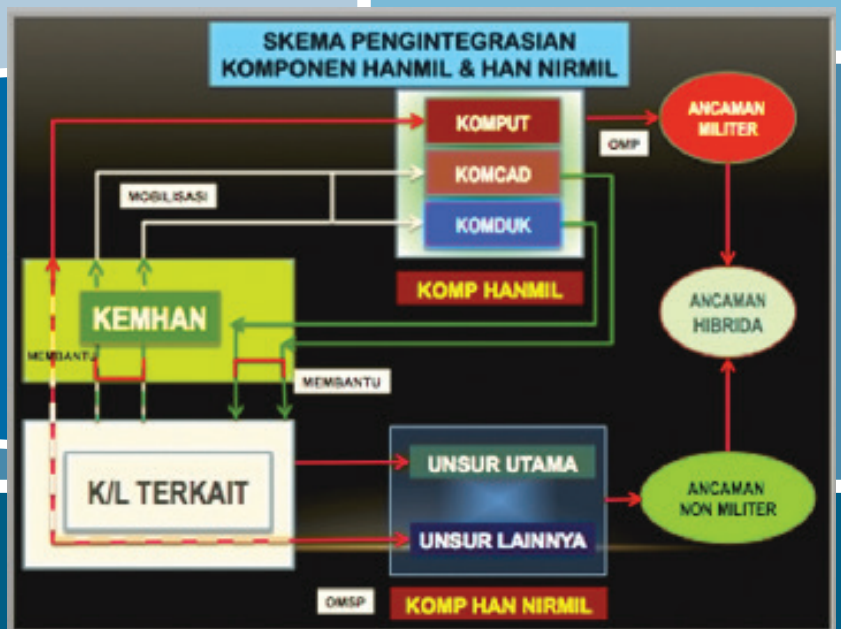 SKEMA PENGINTEGRASIAN
KOMPONEN HANMIL & HAN NIRMIL
KOMPUT
KOMCAD
KOMDUK
KOMP HANMIL
OMP
ANCAMAN
MILITER
MOBILISASI
KEMHAN
MEMBANTU
MEMBANTU
ANCAMAN
HIBRIDA
K/L TERKAIT
UNSUR UTAMA
UNSUR LAINNYA
ANCAMAN
NON MILITER
OMSP
KOMP HAN NIRMIL